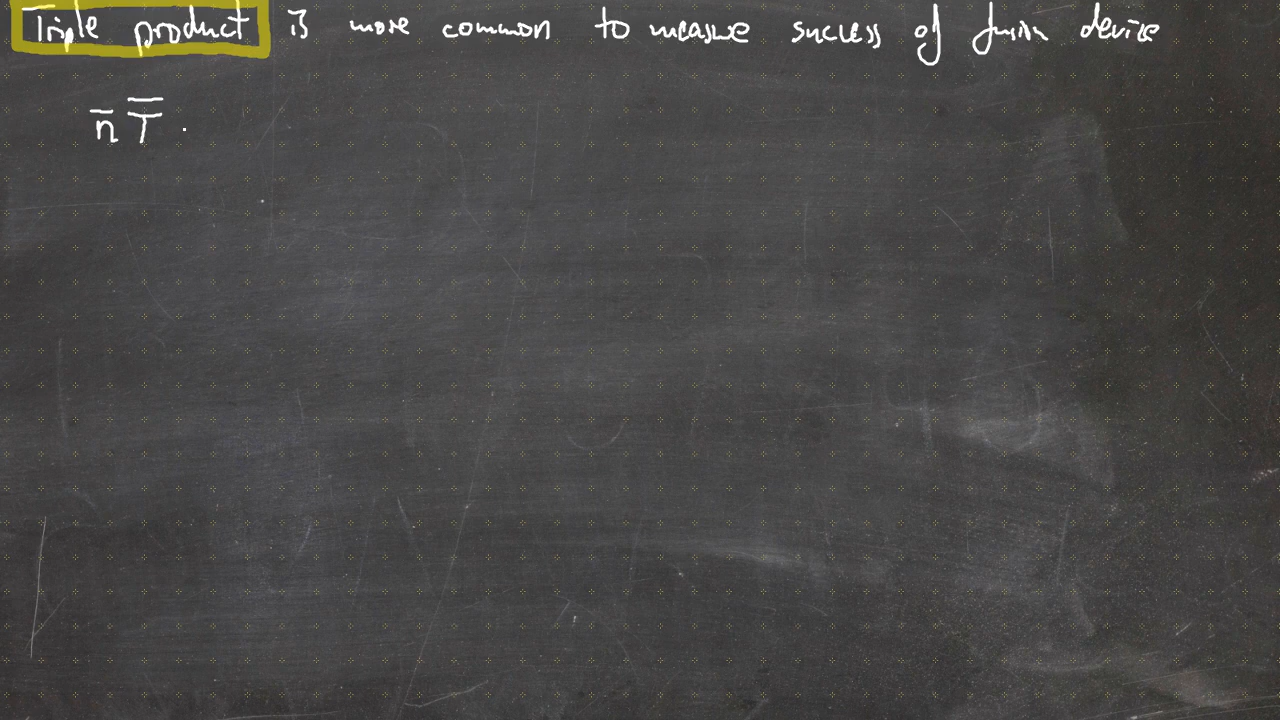 Triple product is more common to measure success of fusion device
n̄ T̿ .